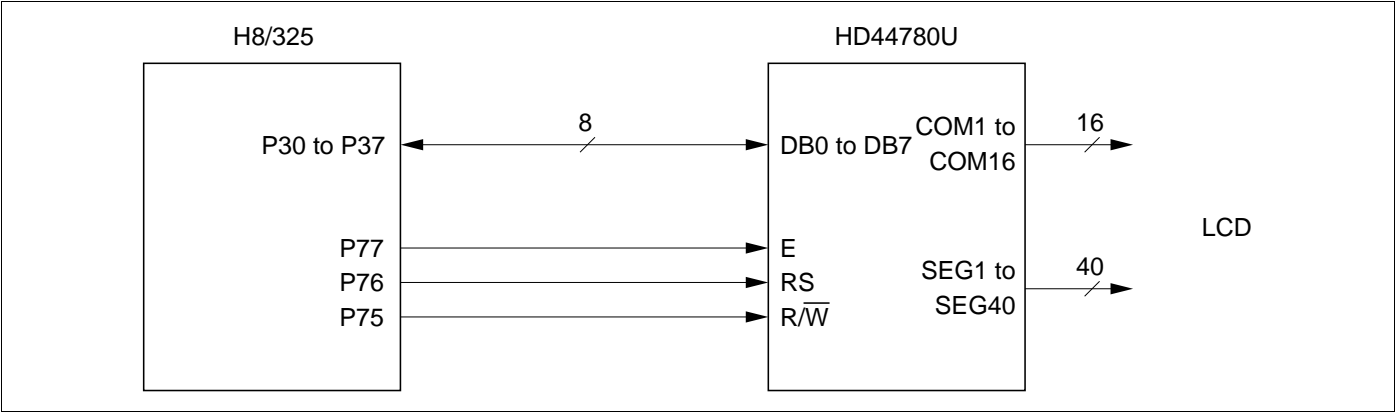 H8/325
HD44780U
P30 to P37
8
DB0 to DB7
COM1 to
COM16
16
P77
E
P76
RS
P75
R/W̅
SEG1 to
SEG40
40
LCD